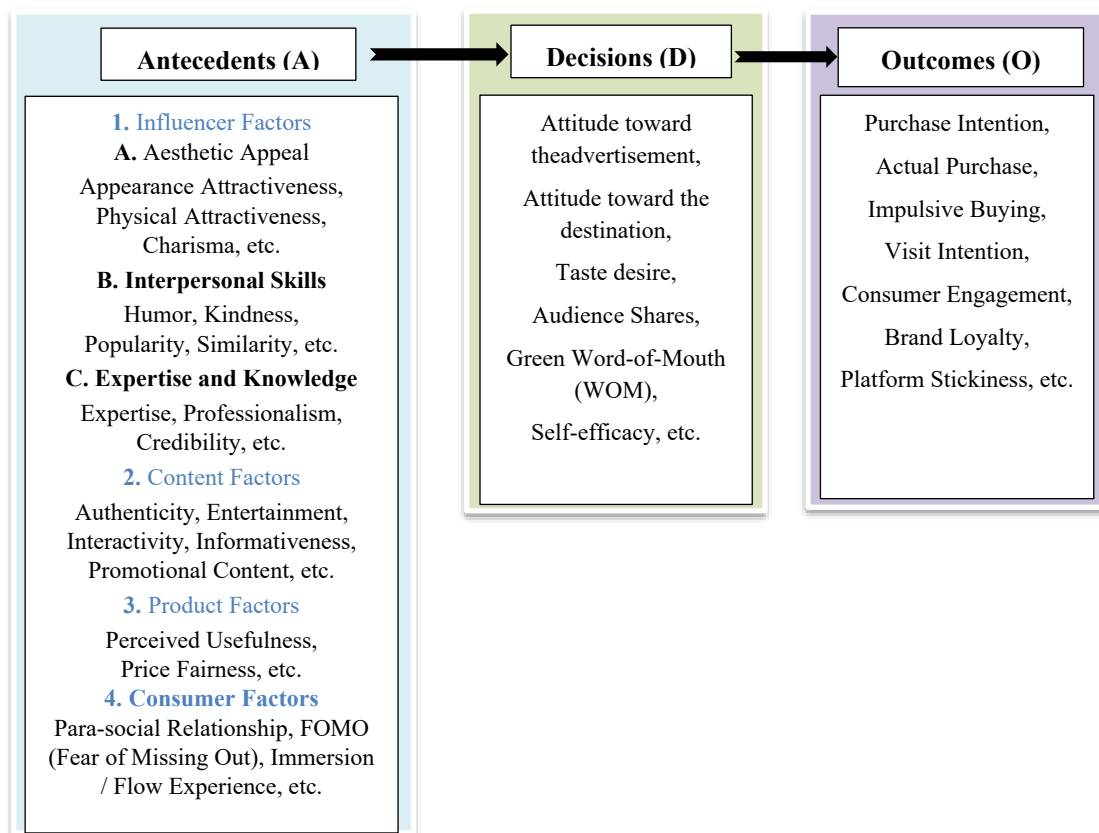 Antecedents (A)
1. Influencer Factors
A. Aesthetic Appeal
Appearance Attractiveness,
Physical Attractiveness,
Charisma, etc.
B. Interpersonal Skills
Humor, Kindness,
Popularity, Similarity, etc.
C. Expertise and Knowledge
Expertise, Professionalism,
Credibility, etc.
2. Content Factors
Authenticity, Entertainment,
Interactivity, Informativeness,
Promotional Content, etc.
3. Product Factors
Perceived Usefulness,
Price Fairness, etc.
4. Consumer Factors
Para-social Relationship, FOMO
(Fear of Missing Out), Immersion
/ Flow Experience, etc.
Decisions (D)
Attitude toward
theadvertisement,
Attitude toward the
destination,
Taste desire,
Audience Shares,
Green Word-of-Mouth
(WOM),
Self-efficacy, etc.
Outcomes (O)
Purchase Intention,
Actual Purchase,
Impulsive Buying,
Visit Intention,
Consumer Engagement,
Brand Loyalty,
Platform Stickiness, etc.